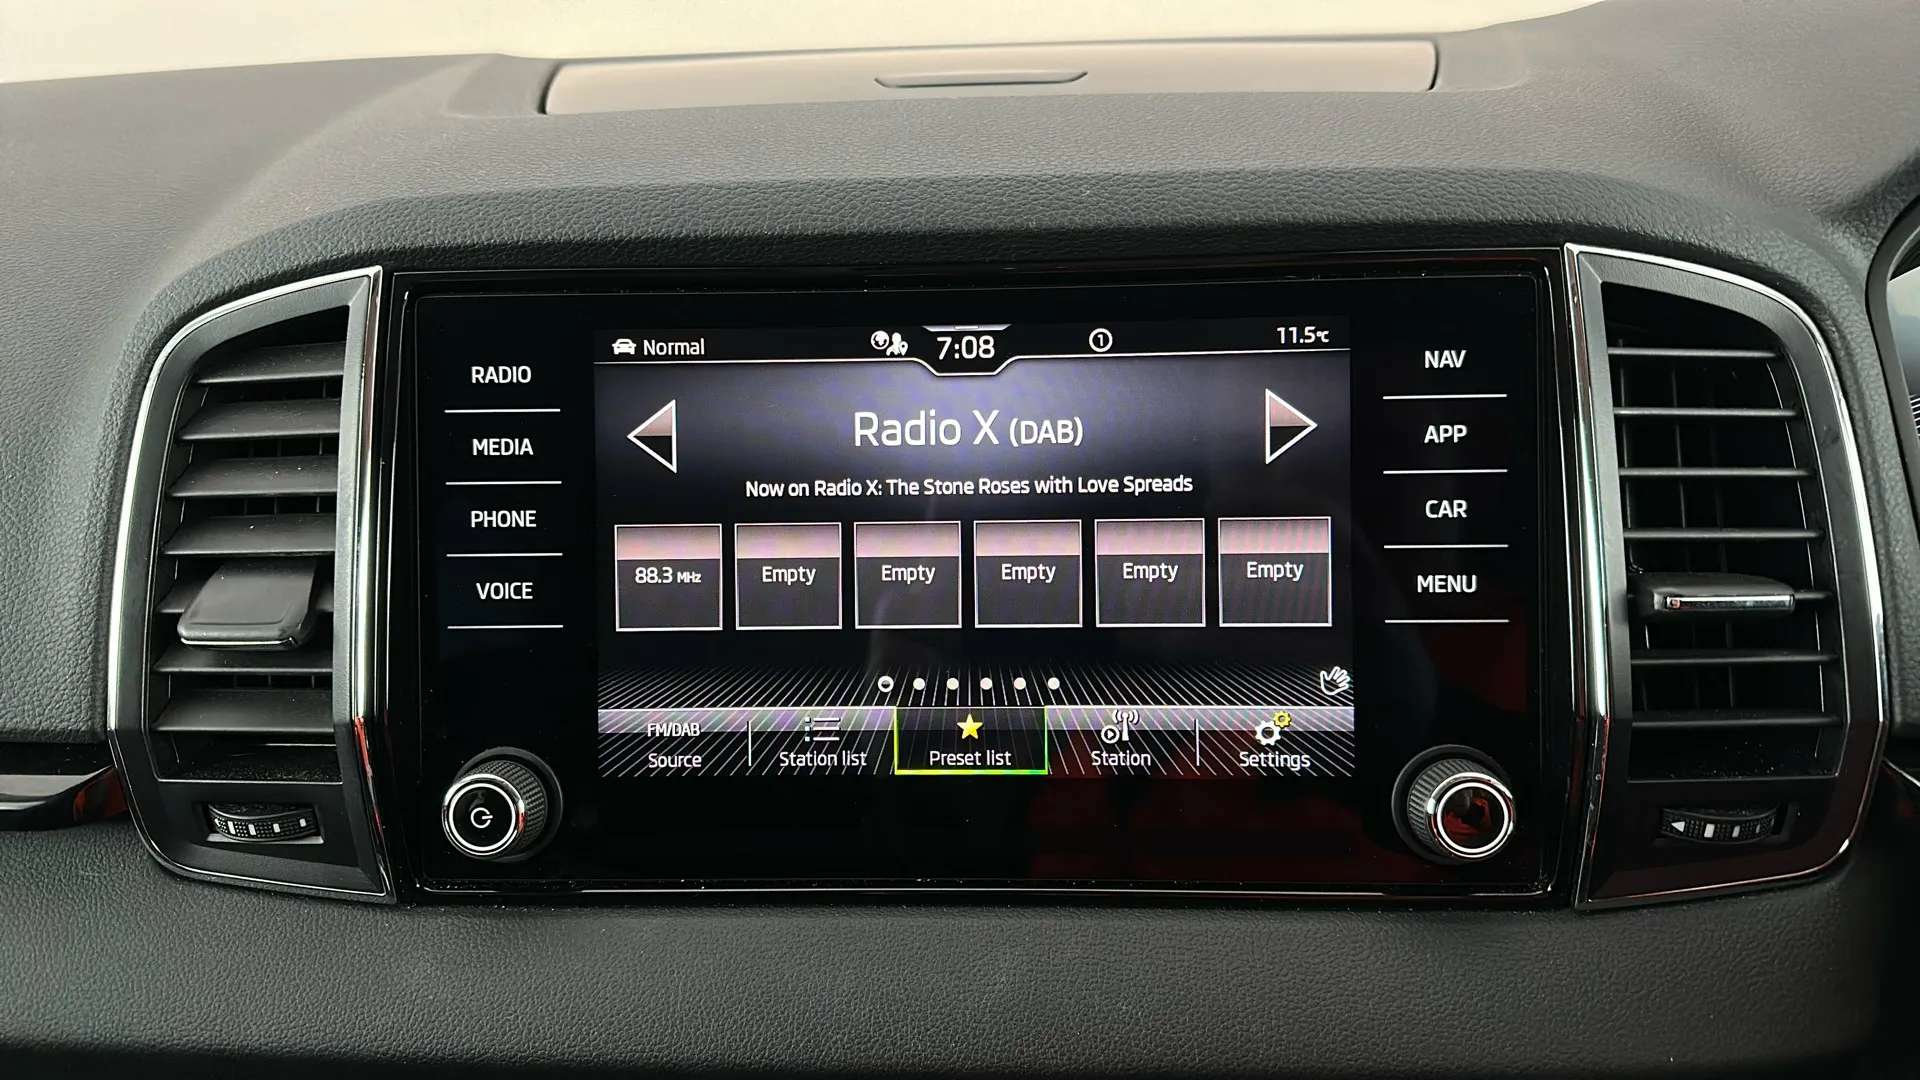 Normal
7:08
1
11.5°C
RADIO
MEDIA
PHONE
VOICE
Radio X (DAB)
Now on Radio X: The Stone Roses with Love Spreads
88.3 MHz
Empty
Empty
Empty
Empty
Empty
FM/DAB
Source
Station list
Preset list
Station
Settings
NAV
APP
CAR
MENU